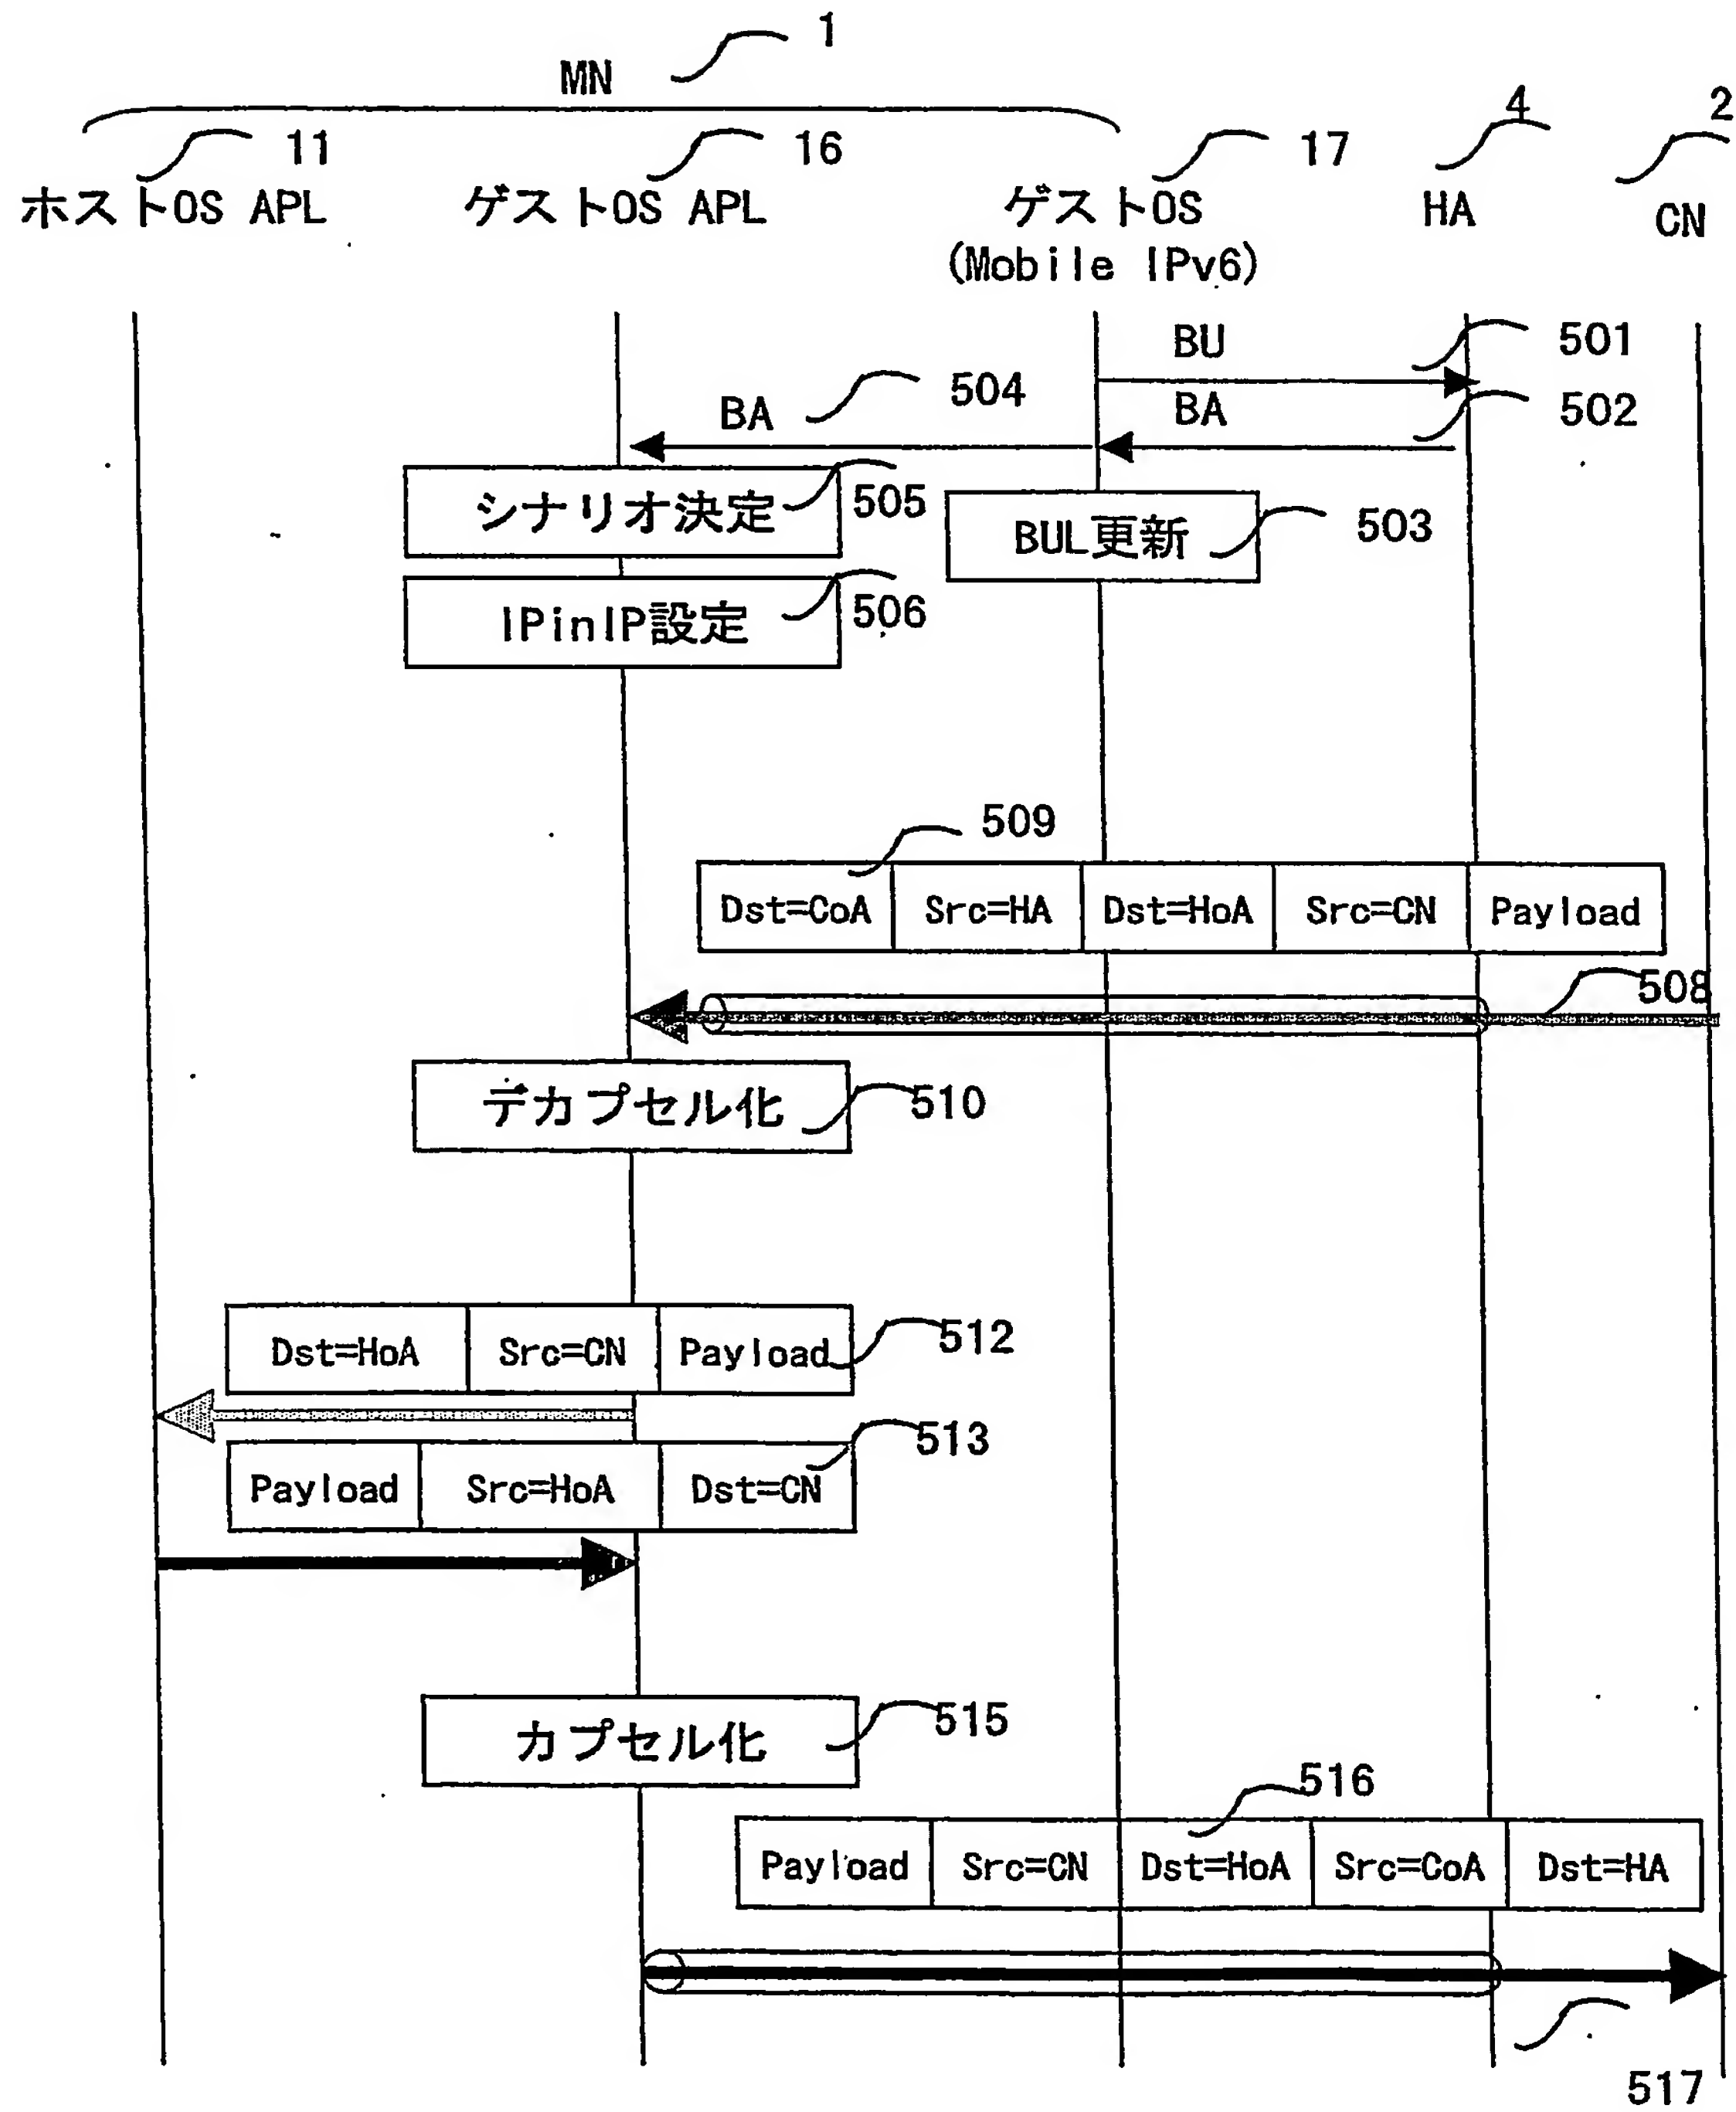 1
MN
4
2
11
16
17
ホストOS APL
ゲストOS APL
ゲストOS
(Mobile IPv6)
HA
CN
BU
501
504
BA
BA
502
シナリオ決定
505
BUL更新
503
IPinIP設定
506
509
Dst=CoA
Src=HA
Dst=HoA
Src=CN
Payload
508
デカプセル化
510
Dst=HoA
Src=CN
Payload
512
513
Payload
Src=HoA
Dst=CN
カプセル化
515
516
Payload
Src=CN
Dst=HoA
Src=CoA
Dst=HA
517